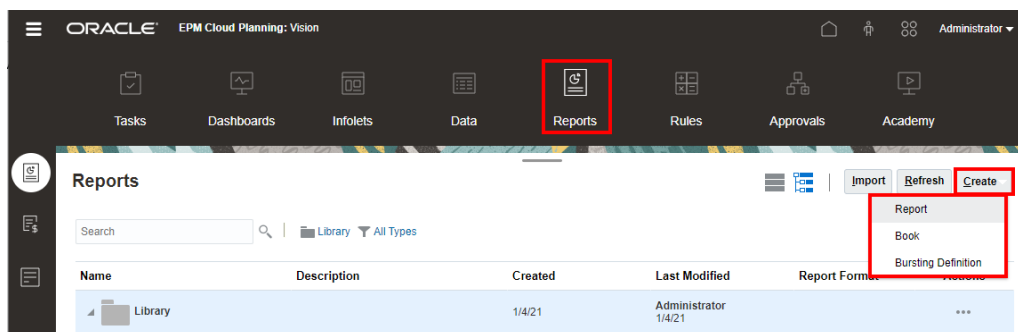 ORACLE® EPM Cloud Planning: Vision Administrator
Tasks Dashboards Infolets Data Reports Rules Approvals Academy
Reports Import Refresh Create
Report
Search Library All Types
Book
Bursting Definition
Name Description Created Last Modified Report Format Actions
Library 1/4/21 Administrator
1/4/21